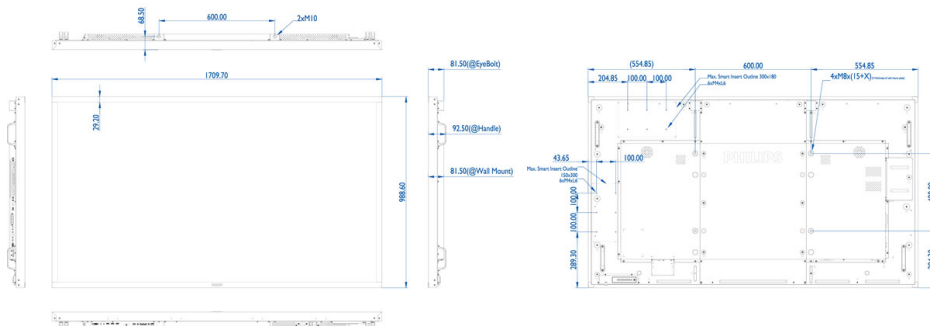 68.50
600.00
2xM10
1709.70
29.20
988.60
81.50(@EyeBolt)
92.50(@Handle)
81.50(@Wall Mount)
(554.85)
600.00
554.85
204.85
100.00
100.00
Max. Smart Insert Outline 300x180
6xM4xL6
4xM8x(15+X)
43.65
100.00
Max. Smart Insert Outline
150x300
6xM4xL6
PHILIPS
100.00
100.00
289.30